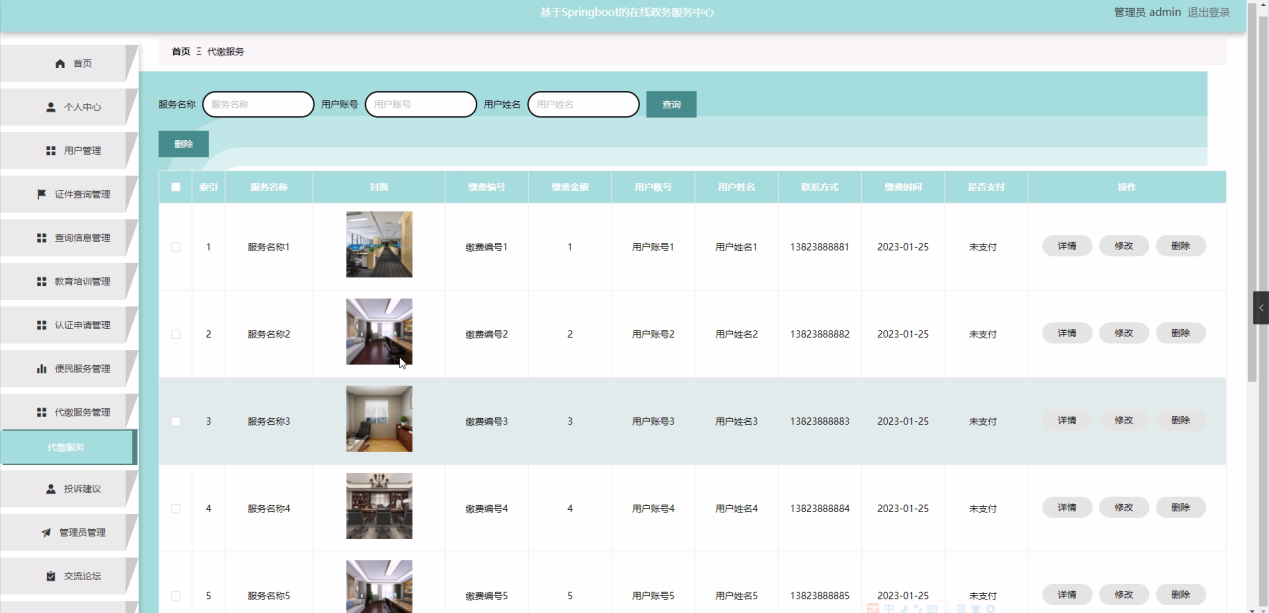 基于Springboot的在线政务服务中心
管理员 admin 退出登录
首页 Ξ 代缴服务
首页
个人中心
用户管理
证件查询管理
查询信息管理
教育培训管理
认证申请管理
便民服务管理
代缴服务管理
代缴服务
投诉建议
管理员管理
交流论坛
服务名称 服务名称 用户账号 用户账号 用户姓名 用户姓名 查询
删除
索引 服务名称 封面 缴费编号 缴费金额 用户账号 用户姓名 联系方式 缴费时间 是否支付 操作
1 服务名称1 缴费编号1 1 用户账号1 用户姓名1 13823888881 2023-01-25 未支付 详情 修改 删除
2 服务名称2 缴费编号2 2 用户账号2 用户姓名2 13823888882 2023-01-25 未支付 详情 修改 删除
3 服务名称3 缴费编号3 3 用户账号3 用户姓名3 13823888883 2023-01-25 未支付 详情 修改 删除
4 服务名称4 缴费编号4 4 用户账号4 用户姓名4 13823888884 2023-01-25 未支付 详情 修改 删除
5 服务名称5 缴费编号5 5 用户账号5 用户姓名5 13823888885 2023-01-25 未支付 详情 修改 删除
中